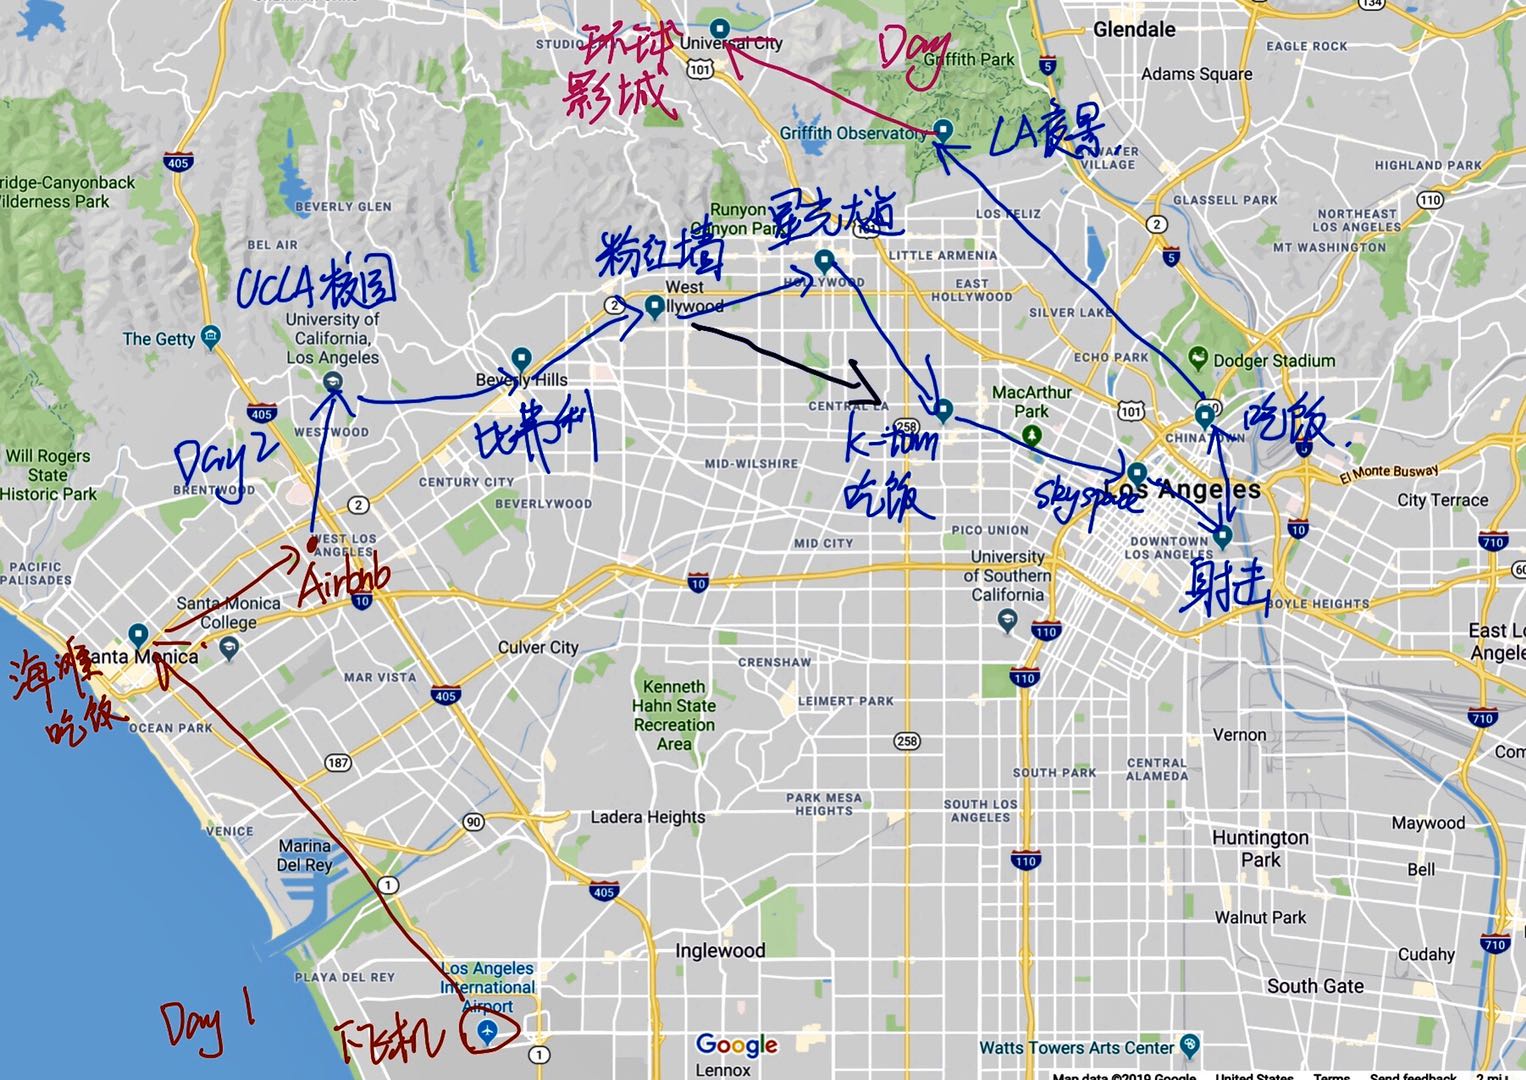 环球
影城
STUDIO
Universal City
101
Day
Griffith Park
5
134
Glendale
EAGLE ROCK
Adams Square
Griffith Observatory
LA夜景.
WATER
VILLAGE
HIGHLAND PARK
405
ridge-Canyonback
Wilderness Park
BEVERLY GLEN
Runyon
Canyon Park
星光大道
101
LOS FELIZ
2
GLASSELL PARK
110
NORTHEAST
LOS ANGELES
MT WASHINGTON
5
BEL AIR
粉红墙
LITTLE ARMENIA
UCLA校园
West
llywood
HOLLYWOOD
EAST
HOLLYWOOD
2
SILVER LAKE
University of
California,
Los Angeles
The Getty
ECHO PARK
Dodger Stadium
Beverly Hills
比弗利
MacArthur
Park
CENTRAL LA
258
101
CHINATOWN
吃饭.
405
WESTWOOD
Day2
Will Rogers
State
Historic Park
BRENTWOOD
CENTURY CITY
BEVERLYWOOD
MID-WILSHIRE
K-town
吃饭
skyspace
Los Angeles
El Monte Busway
City Terrace
2
WEST LOS
ANGELES
PICO UNION
MID CITY
DOWNTOWN
LOS ANGELES
10
710
PACIFIC
PALISADES
Airbnb
10
10
University
of Southern
California
射击
BOYLE HEIGHTS
60
Santa Monica
College
110
East Lo
Angele
anta Monica
海滩
吃饭
Culver City
CRENSHAW
MAR VISTA
405
Kenneth
Hahn State
Recreation
Area
LEIMERT PARK
110
710
OCEAN PARK
258
Vernon
Com
187
SOUTH PARK
CENTRAL
ALAMEDA
PARK MESA
HEIGHTS
SOUTH LOS
ANGELES
VENICE
90
Ladera Heights
Maywood
Marina
Del Rey
Huntington
Park
110
Bell
1
405
Walnut Park
Inglewood
710
Cudahy
PLAYA DEL REY
Los Angeles
International
Airport
South Gate
Day 1
下飞机
1
Google
Lennox
Watts Towers Arts Center
Map data ©2019 Google
United States
Terms
Send feedback
2 mi